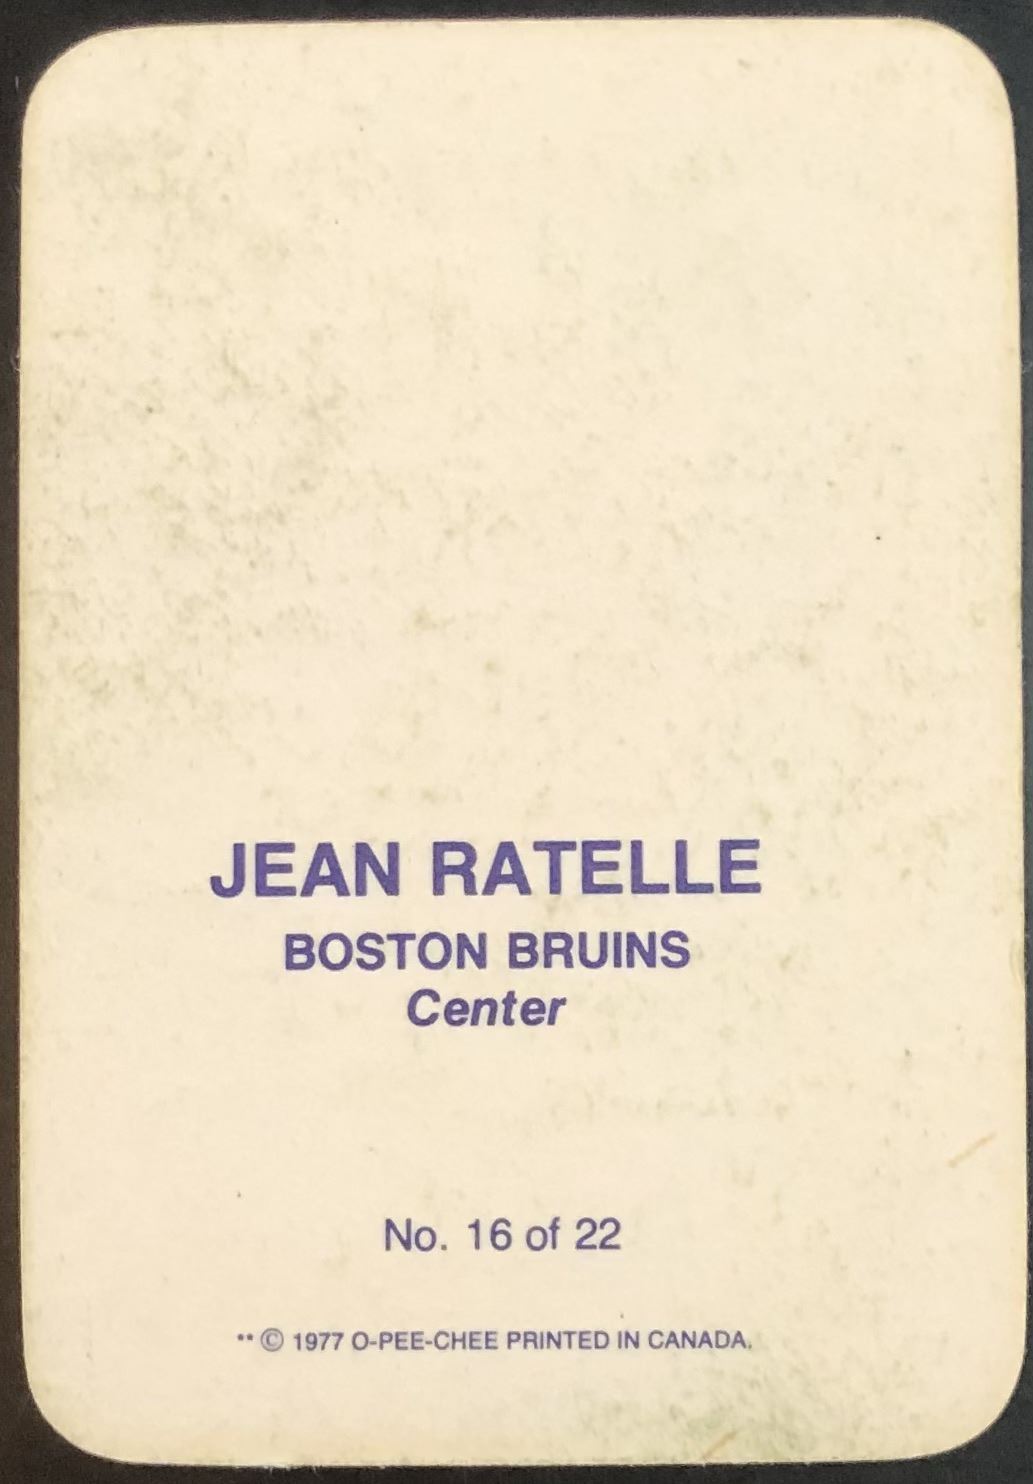 JEAN RATELLE
BOSTON BRUINS
Center
No. 16 of 22
** © 1977 O-PEE-CHEE PRINTED IN CANADA.